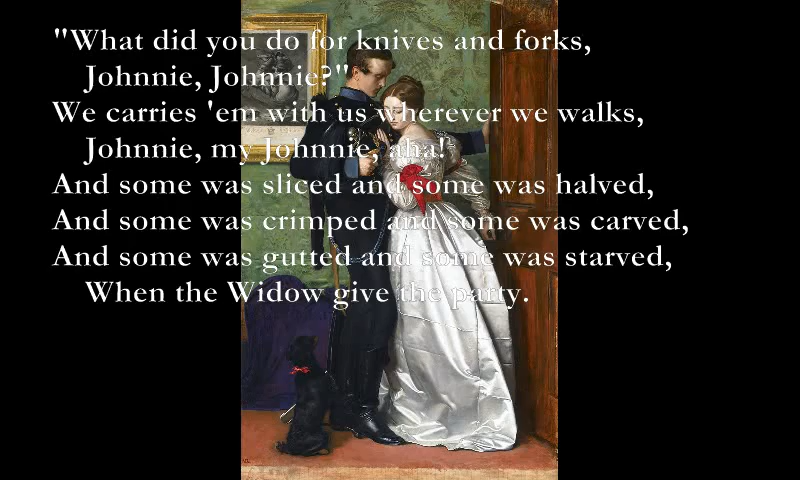 "What did you do for knives and forks,
Johnnie, Johnnie?"
We carries 'em with us wherever we walks,
Johnnie, my Johnnie, aha!
And some was sliced and some was halved,
And some was crimped and some was carved,
And some was gutted and some was starved,
When the Widow give the party.